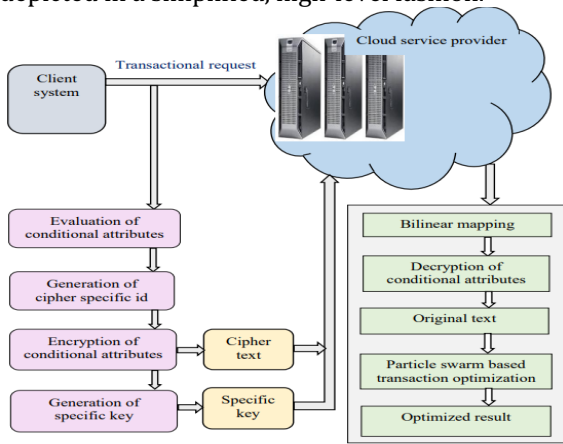 depicted in a simplified, high-level fashion.
Cloud service provider
Transactional request
Client
system
Evaluation of
conditional attributes
Generation of
cipher specific id
Encryption of
conditional attributes
Cipher
text
Generation of
specific key
Specific
key
Bilinear mapping
Decryption of
conditional attributes
Original text
Particle swarm based
transaction optimization
Optimized result